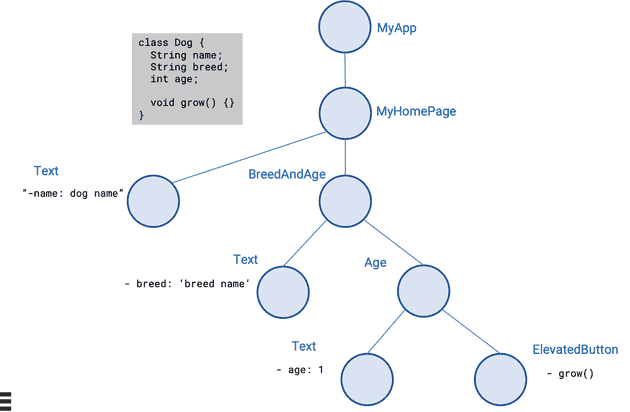 MyApp
class Dog {
String name;
String breed;
int age;
void grow() {}
}
MyHomePage
Text
"-name: dog name”
BreedAndAge
Text
- breed: ‘breed name’
Age
Text
- age: 1
ElevatedButton
- grow()